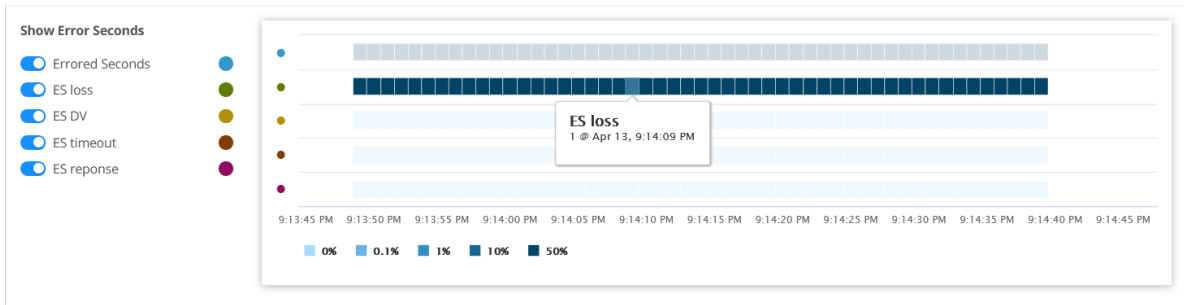 Show Error Seconds
Errored Seconds
ES loss
ES DV
ES timeout
ES reponse
ES loss
1 @ Apr 13, 9:14:09 PM
9:13:45 PM 9:13:50 PM 9:13:55 PM 9:14:00 PM 9:14:05 PM 9:14:10 PM 9:14:15 PM 9:14:20 PM 9:14:25 PM 9:14:30 PM 9:14:35 PM 9:14:40 PM 9:14:45 PM
0% 0.1% 1% 10% 50%